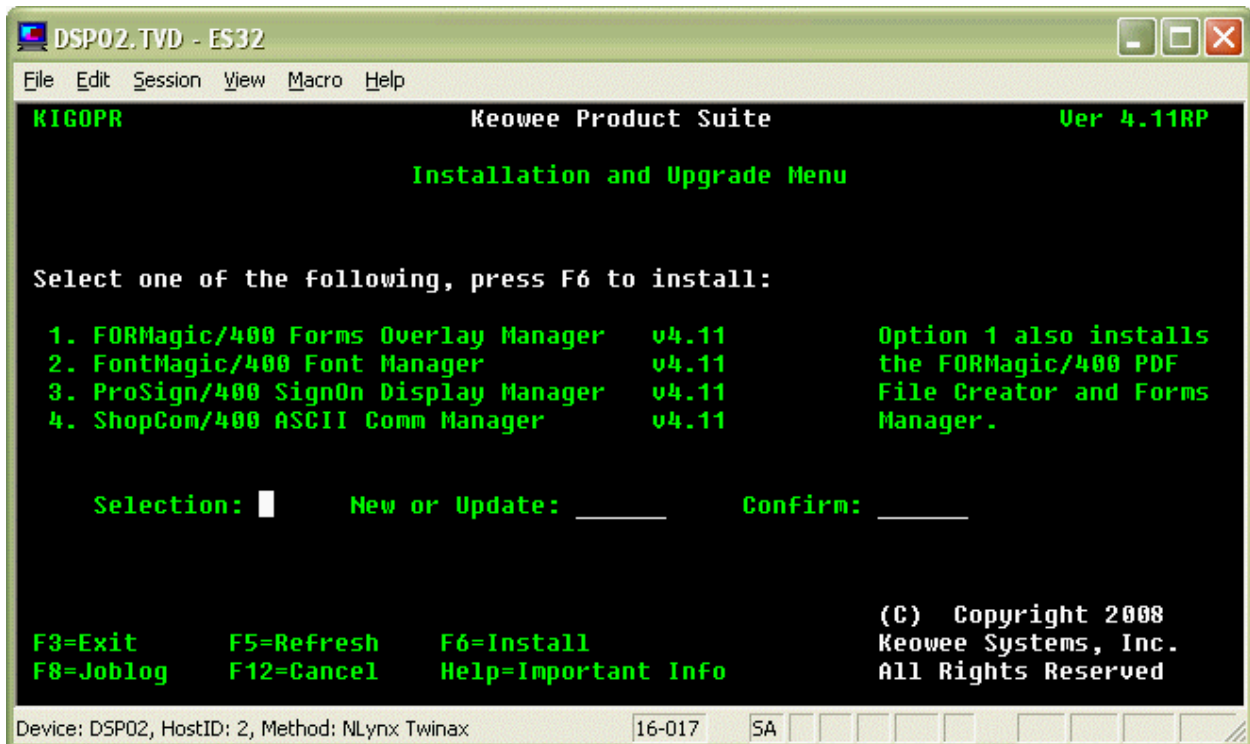 DSP02.TVD - ES32
File Edit Session View Macro Help
KIGOPR Keowee Product Suite Ver 4.11RP
Installation and Upgrade Menu
Select one of the following, press F6 to install:
1. FORMagic/400 Forms Overlay Manager v4.11 Option 1 also installs
2. FontMagic/400 Font Manager v4.11 the FORMagic/400 PDF
3. ProSign/400 SignOn Display Manager v4.11 File Creator and Forms
4. ShopCom/400 ASCII Comm Manager v4.11 Manager.
Selection: New or Update: ______ Confirm: ______
(C) Copyright 2008
F3=Exit F5=Refresh F6=Install Keowee Systems, Inc.
F8=Joblog F12=Cancel Help=Important Info All Rights Reserved
Device: DSP02, HostID: 2, Method: NLynx Twinax 16-017 SA